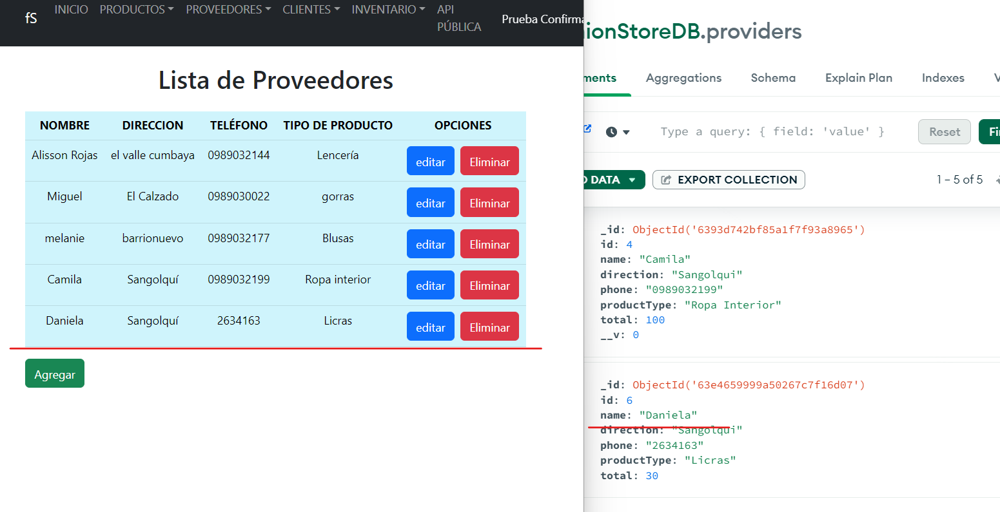 fS INICIO PRODUCTOS PROVEEDORES CLIENTES INVENTARIO API PÚBLICA Prueba Confirma
Lista de Proveedores
NOMBRE DIRECCION TELÉFONO TIPO DE PRODUCTO OPCIONES
Alisson Rojas el valle cumbaya 0989032144 Lencería editar Eliminar
Miguel El Calzado 0989030022 gorras editar Eliminar
melanie barrionuevo 0989032177 Blusas editar Eliminar
Camila Sangolquí 0989032199 Ropa interior editar Eliminar
Daniela Sangolquí 2634163 Licras editar Eliminar
Agregar
ionStoreDB.providers
ments Aggregations Schema Explain Plan Indexes V
Type a query: { field: 'value' } Reset Fi
D DATA EXPORT COLLECTION 1 – 5 of 5
_id: ObjectId('6393d742bf85a1f7f93a8965')
id: 4
name: "Camila"
direction: "Sangolqui"
phone: "0989032199"
productType: "Ropa Interior"
total: 100
__v: 0
_id: ObjectId('63e4659999a50267c7f16d07')
id: 6
name: "Daniela"
direction: "Sangolqui"
phone: "2634163"
productType: "Licras"
total: 30